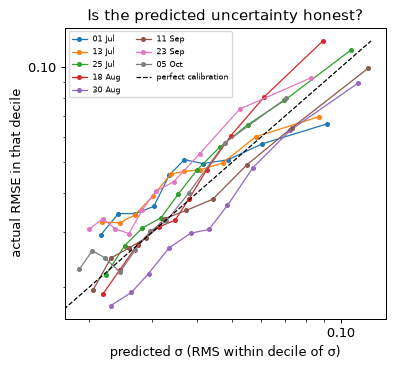 Is the predicted uncertainty honest?
01 Jul
13 Jul
25 Jul
18 Aug
30 Aug
11 Sep
23 Sep
05 Oct
perfect calibration
0.10
actual RMSE in that decile
0.10
predicted σ (RMS within decile of σ)